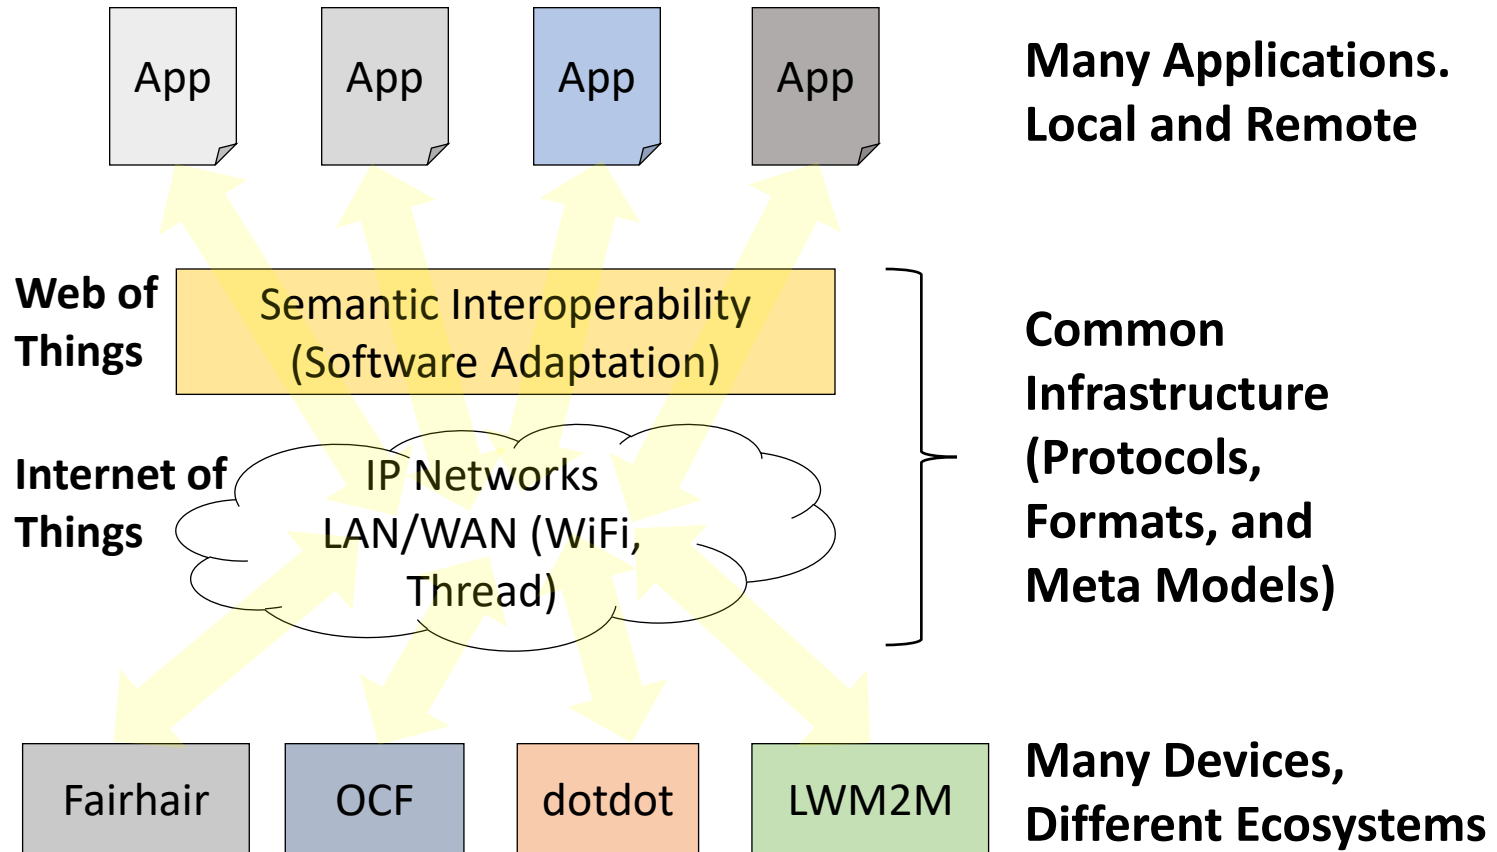 App
App
App
App
Many Applications.
Local and Remote
Web of
Things
Semantic Interoperability
(Software Adaptation)
Common
Infrastructure
(Protocols,
Formats, and
Meta Models)
Internet of
Things
IP Networks
LAN/WAN (WiFi,
Thread)
Fairhair
OCF
dotdot
LWM2M
Many Devices,
Different Ecosystems